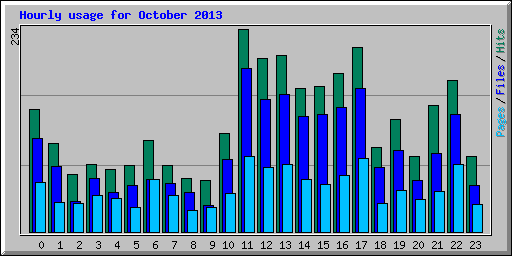 Hourly usage for October 2013
234
Pages / Files / Hits
0 1 2 3 4 5 6 7 8 9 10 11 12 13 14 15 16 17 18 19 20 21 22 23